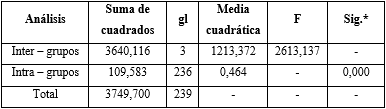 Análisis Suma de cuadrados gl Media cuadrática F Sig.*
Inter – grupos 3640,116 3 1213,372 2613,137 -
Intra – grupos 109,583 236 0,464 - 0,000
Total 3749,700 239 - - -